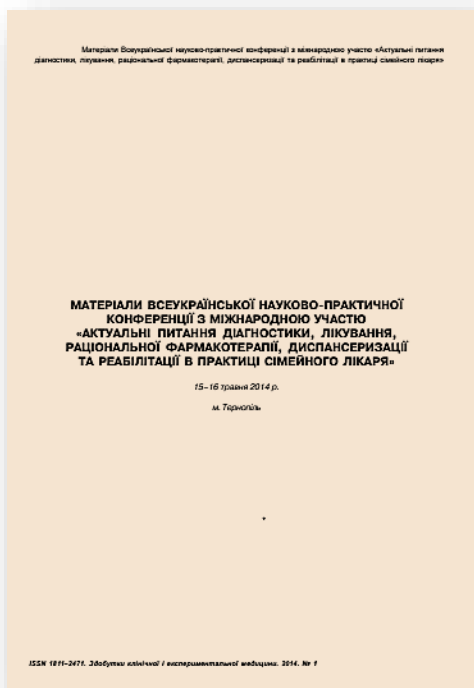 Матеріали Всеукраїнської науково-практичної конференції з міжнародною участю «Актуальні питання
діагностики, лікування, раціональної фармакотерапії, диспансеризації та реабілітації в практиці сімейного лікаря»
МАТЕРІАЛИ ВСЕУКРАЇНСЬКОЇ НАУКОВО-ПРАКТИЧНОЇ
КОНФЕРЕНЦІЇ З МІЖНАРОДНОЮ УЧАСТЮ
«АКТУАЛЬНІ ПИТАННЯ ДІАГНОСТИКИ, ЛІКУВАННЯ,
РАЦІОНАЛЬНОЇ ФАРМАКОТЕРАПІЇ, ДИСПАНСЕРИЗАЦІЇ
ТА РЕАБІЛІТАЦІЇ В ПРАКТИЦІ СІМЕЙНОГО ЛІКАРЯ»
15–16 травня 2014 р.
м. Тернопіль
ISSN 1811-2471. Здобутки клінічної і експериментальної медицини. 2014. № 1